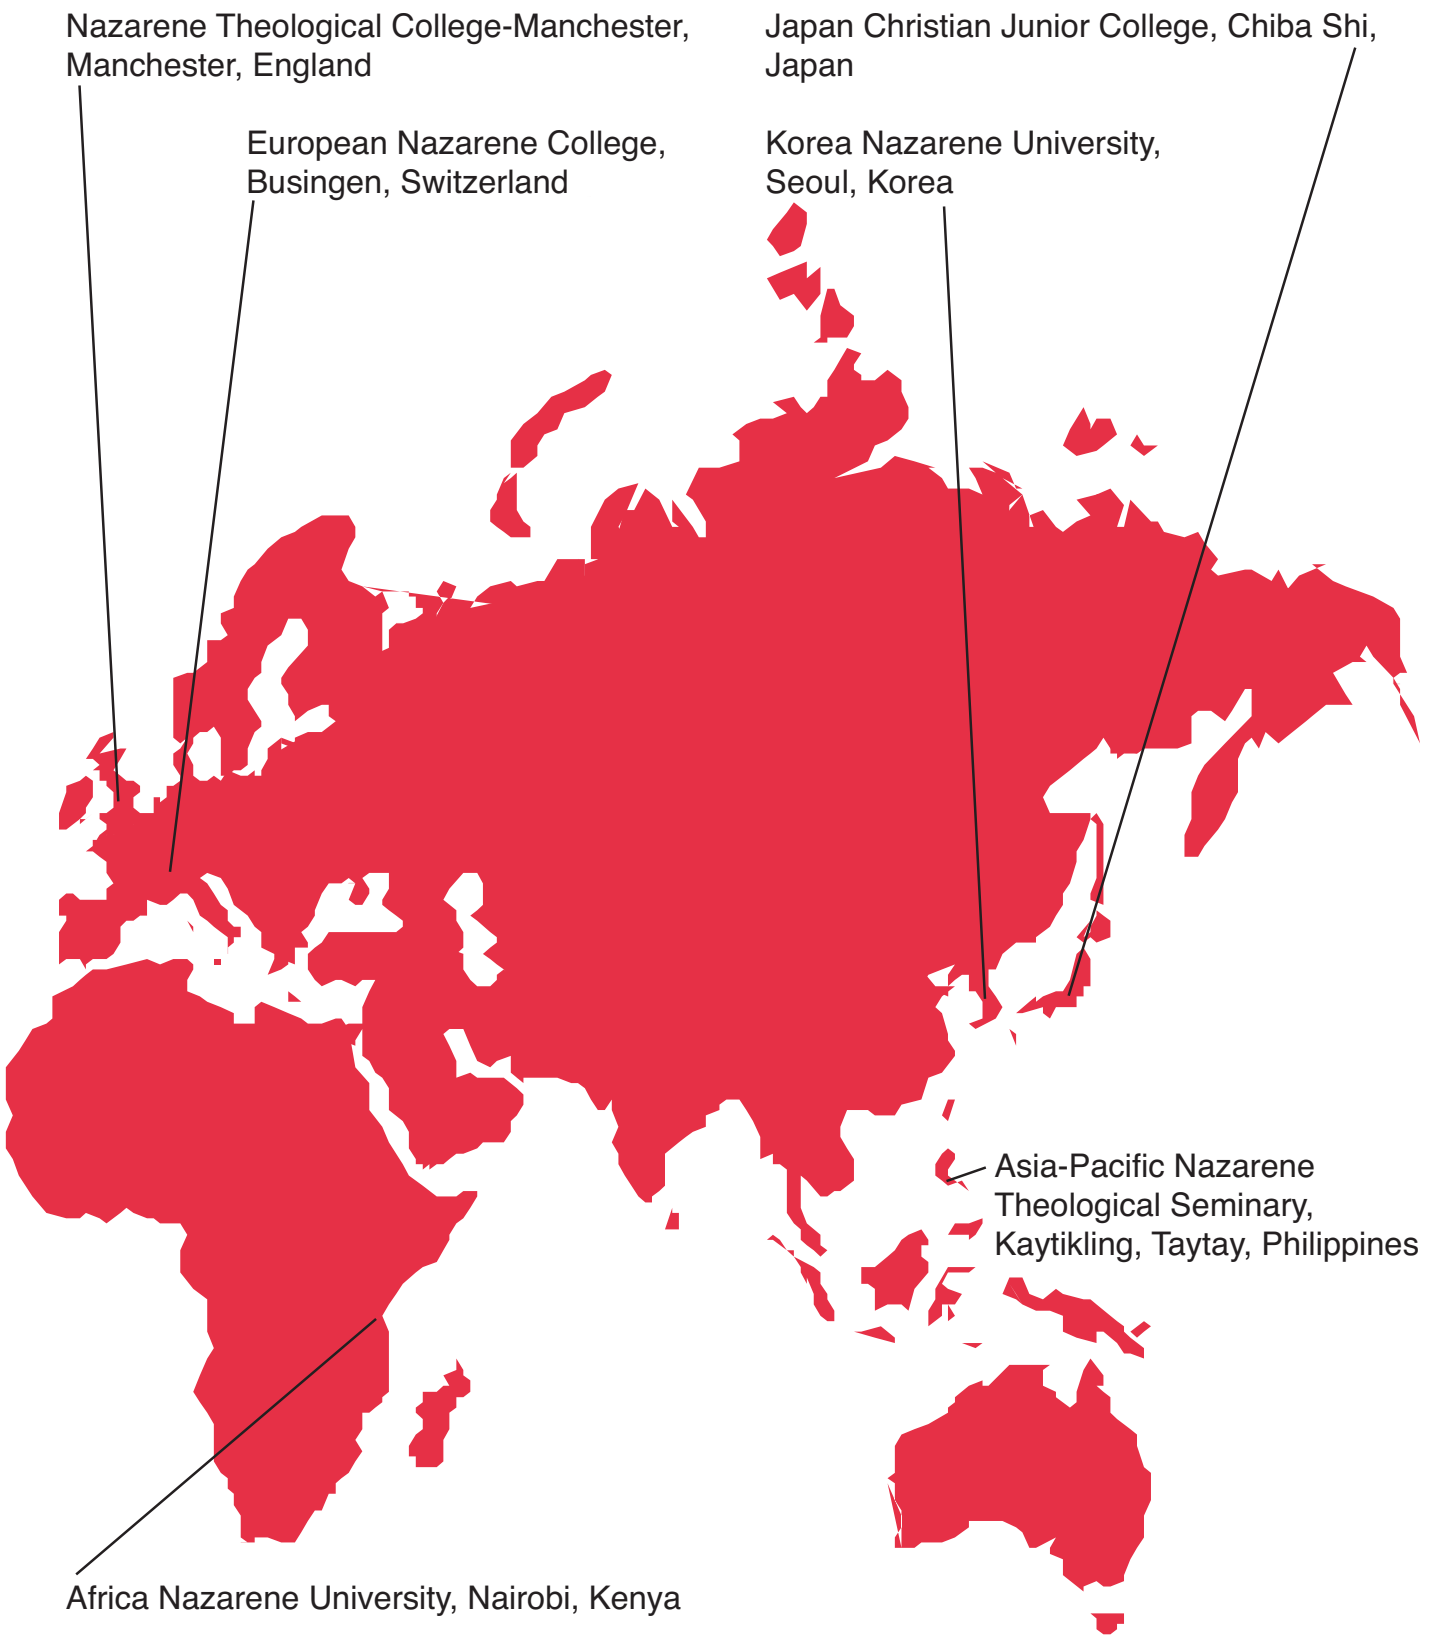 Nazarene Theological College-Manchester,
Manchester, England
Japan Christian Junior College, Chiba Shi,
Japan
European Nazarene College,
Busingen, Switzerland
Korea Nazarene University,
Seoul, Korea
Asia-Pacific Nazarene
Theological Seminary,
Kaytikling, Taytay, Philippines
Africa Nazarene University, Nairobi, Kenya